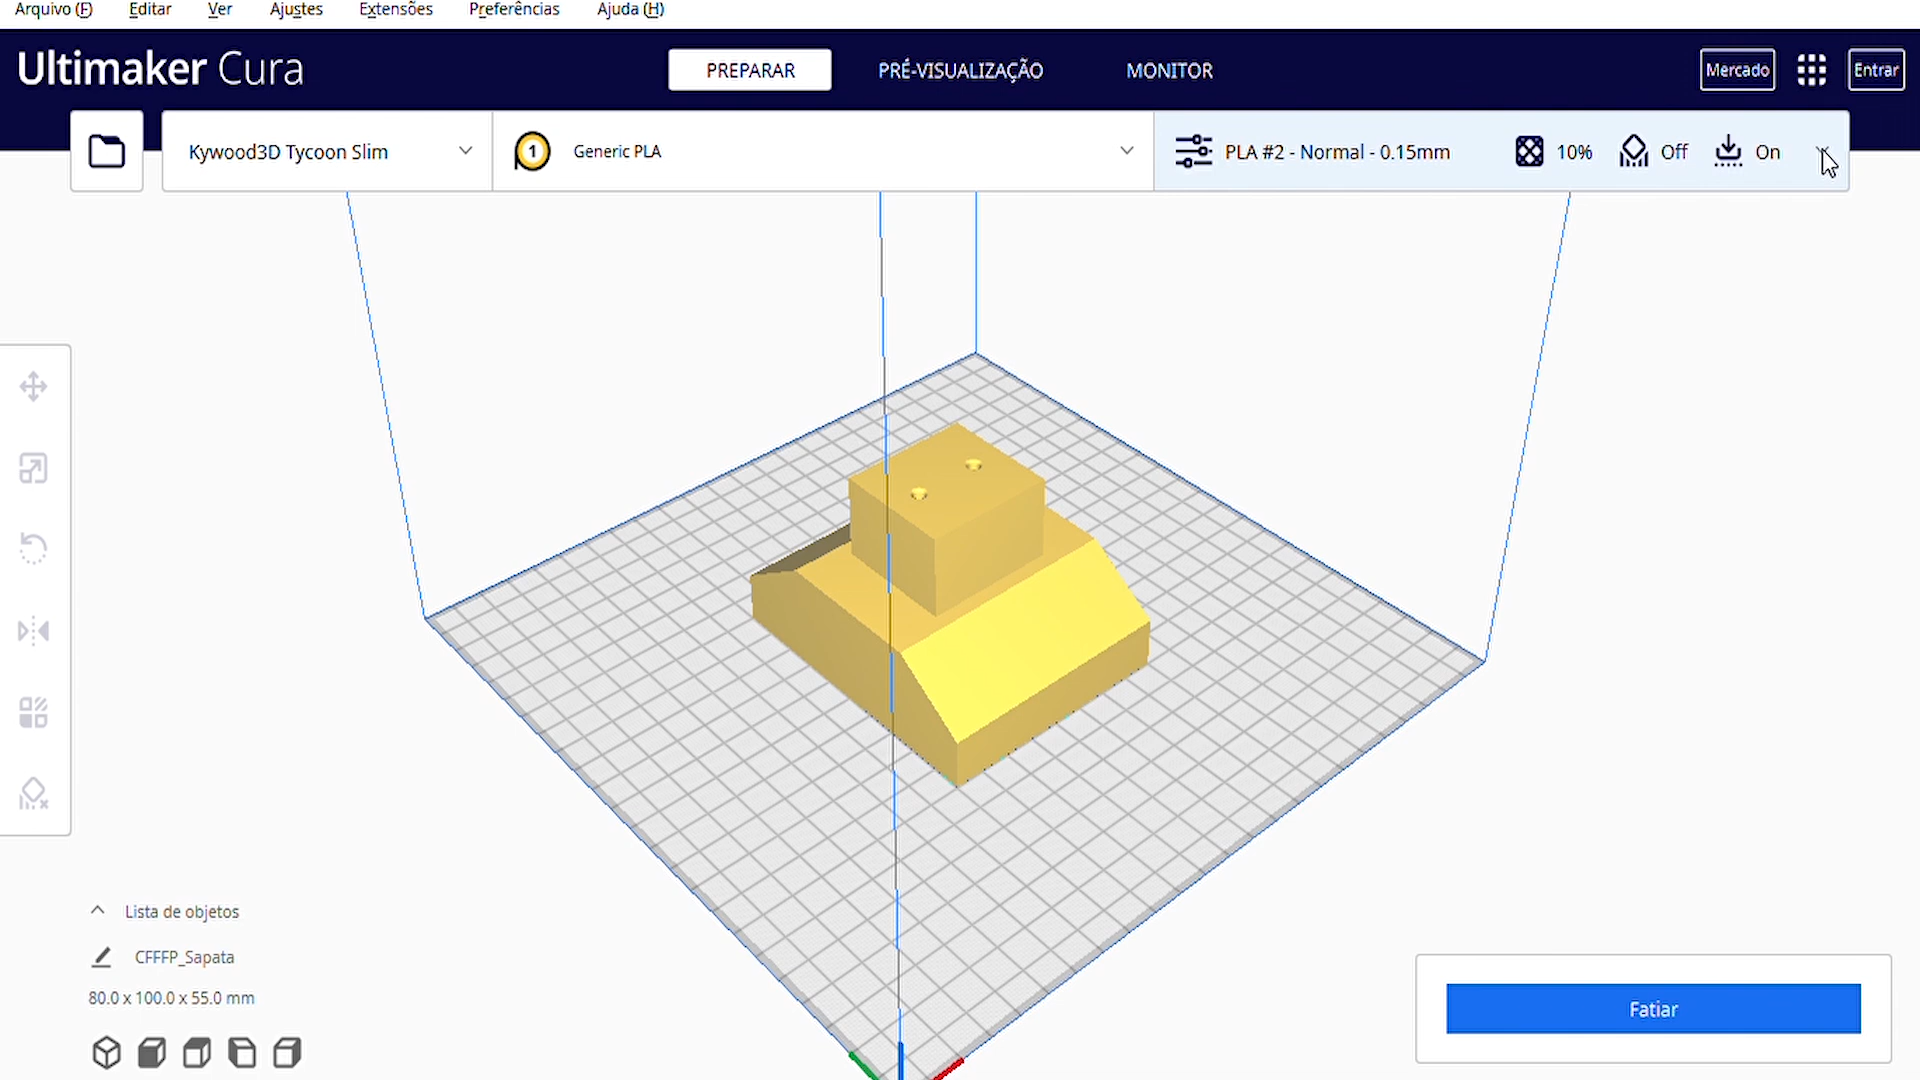 Arquivo (F) Editar Ver Ajustes Extensões Preferências Ajuda (H)
Ultimaker Cura PREPARAR PRÉ-VISUALIZAÇÃO MONITOR Mercado Entrar
Kywood3D Tycoon Slim 1 Generic PLA PLA #2 - Normal - 0.15mm 10% Off On
Lista de objetos
CFFFP_Sapata
80.0 x 100.0 x 55.0 mm
Fatiar